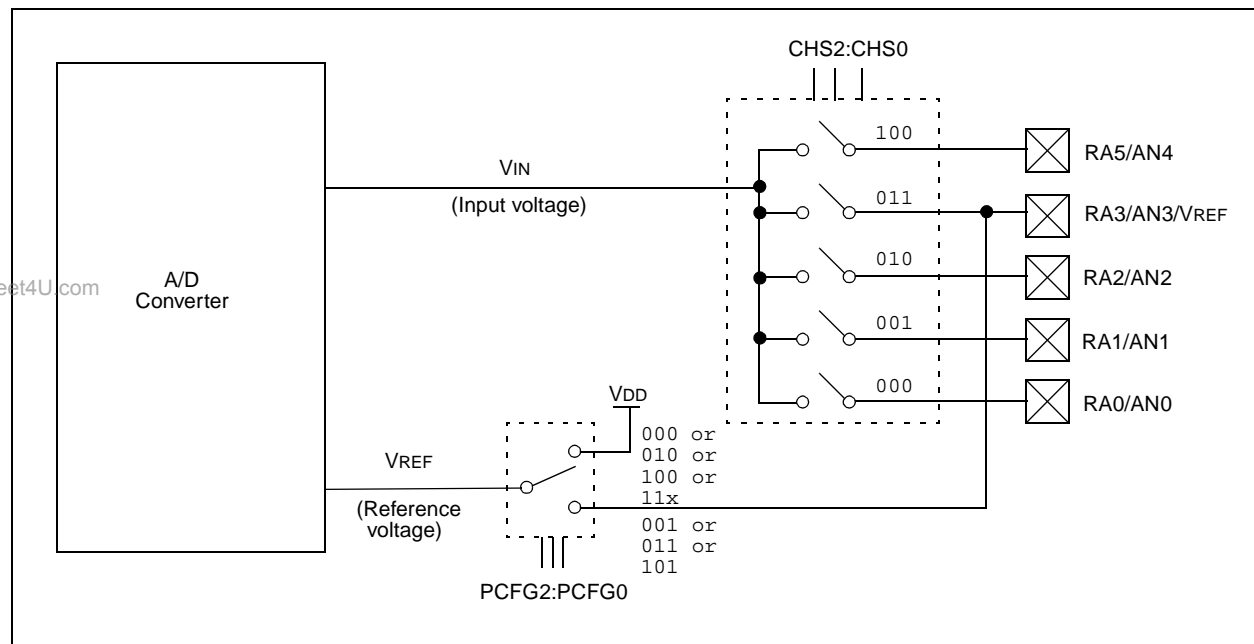 CHS2:CHS0
100
RA5/AN4
VIN
(Input voltage)
011
RA3/AN3/VREF
010
RA2/AN2
A/D
Converter
eet4U.com
001
RA1/AN1
000
RA0/AN0
VDD
000 or
010 or
100 or
11x
001 or
011 or
101
VREF
(Reference
voltage)
PCFG2:PCFG0